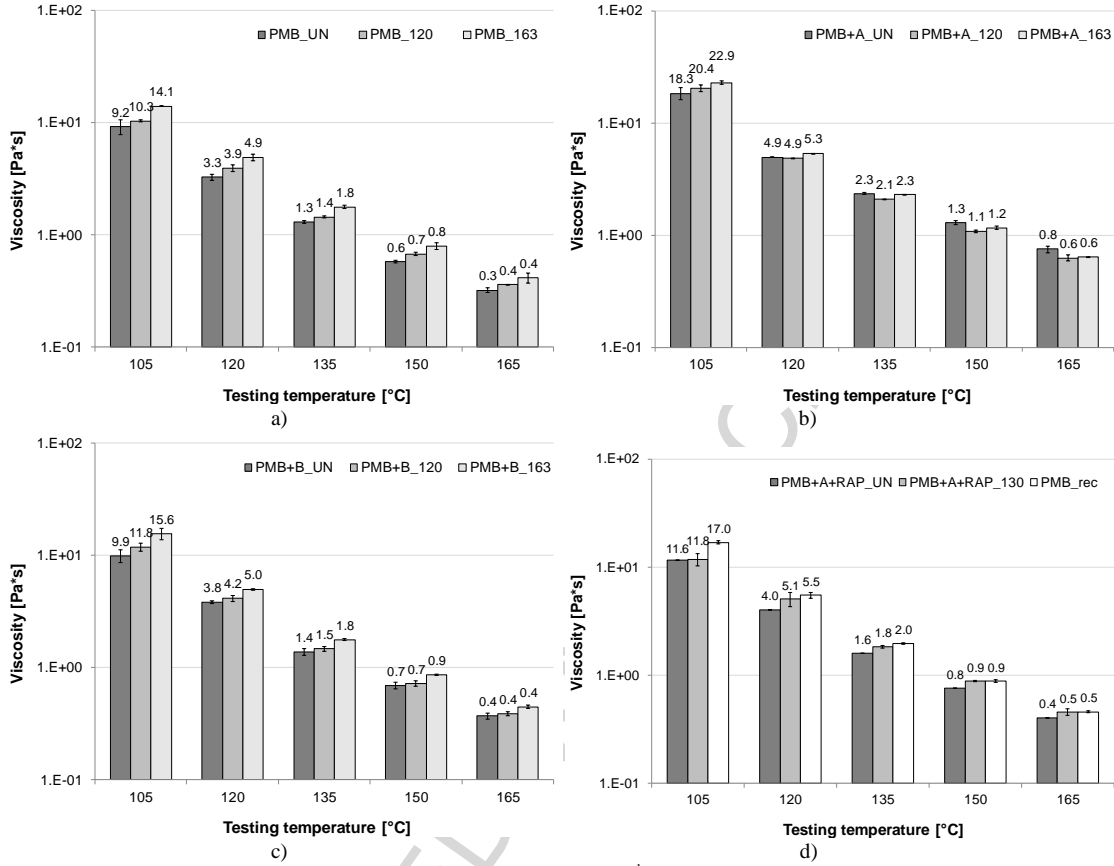 1.E+02
PMB_UN PMB_120 PMB_163
9.2 10.3 14.1
3.3 3.9 4.9
1.3 1.4 1.8
0.6 0.7 0.8
0.3 0.4 0.4
1.E+01
1.E+00
1.E-01
Viscosity [Pa*s]
105 120 135 150 165
Testing temperature [°C]
a)
1.E+02
PMB+A_UN PMB+A_120 PMB+A_163
18.3 20.4 22.9
4.9 4.9 5.3
2.3 2.1 2.3
1.3 1.1 1.2
0.8 0.6 0.6
1.E+01
1.E+00
1.E-01
Viscosity [Pa*s]
105 120 135 150 165
Testing temperature [°C]
b)
1.E+02
PMB+B_UN PMB+B_120 PMB+B_163
9.9 11.8 15.6
3.8 4.2 5.0
1.4 1.5 1.8
0.7 0.7 0.9
0.4 0.4 0.4
1.E+01
1.E+00
1.E-01
Viscosity [Pa*s]
105 120 135 150 165
Testing temperature [°C]
c)
1.E+02
PMB+A+RAP_UN PMB+A+RAP_130 PMB_rec
11.6 11.8 17.0
4.0 5.1 5.5
1.6 1.8 2.0
0.8 0.9 0.9
0.4 0.5 0.5
1.E+01
1.E+00
1.E-01
Viscosity [Pa*s]
105 120 135 150 165
Testing temperature [°C]
d)